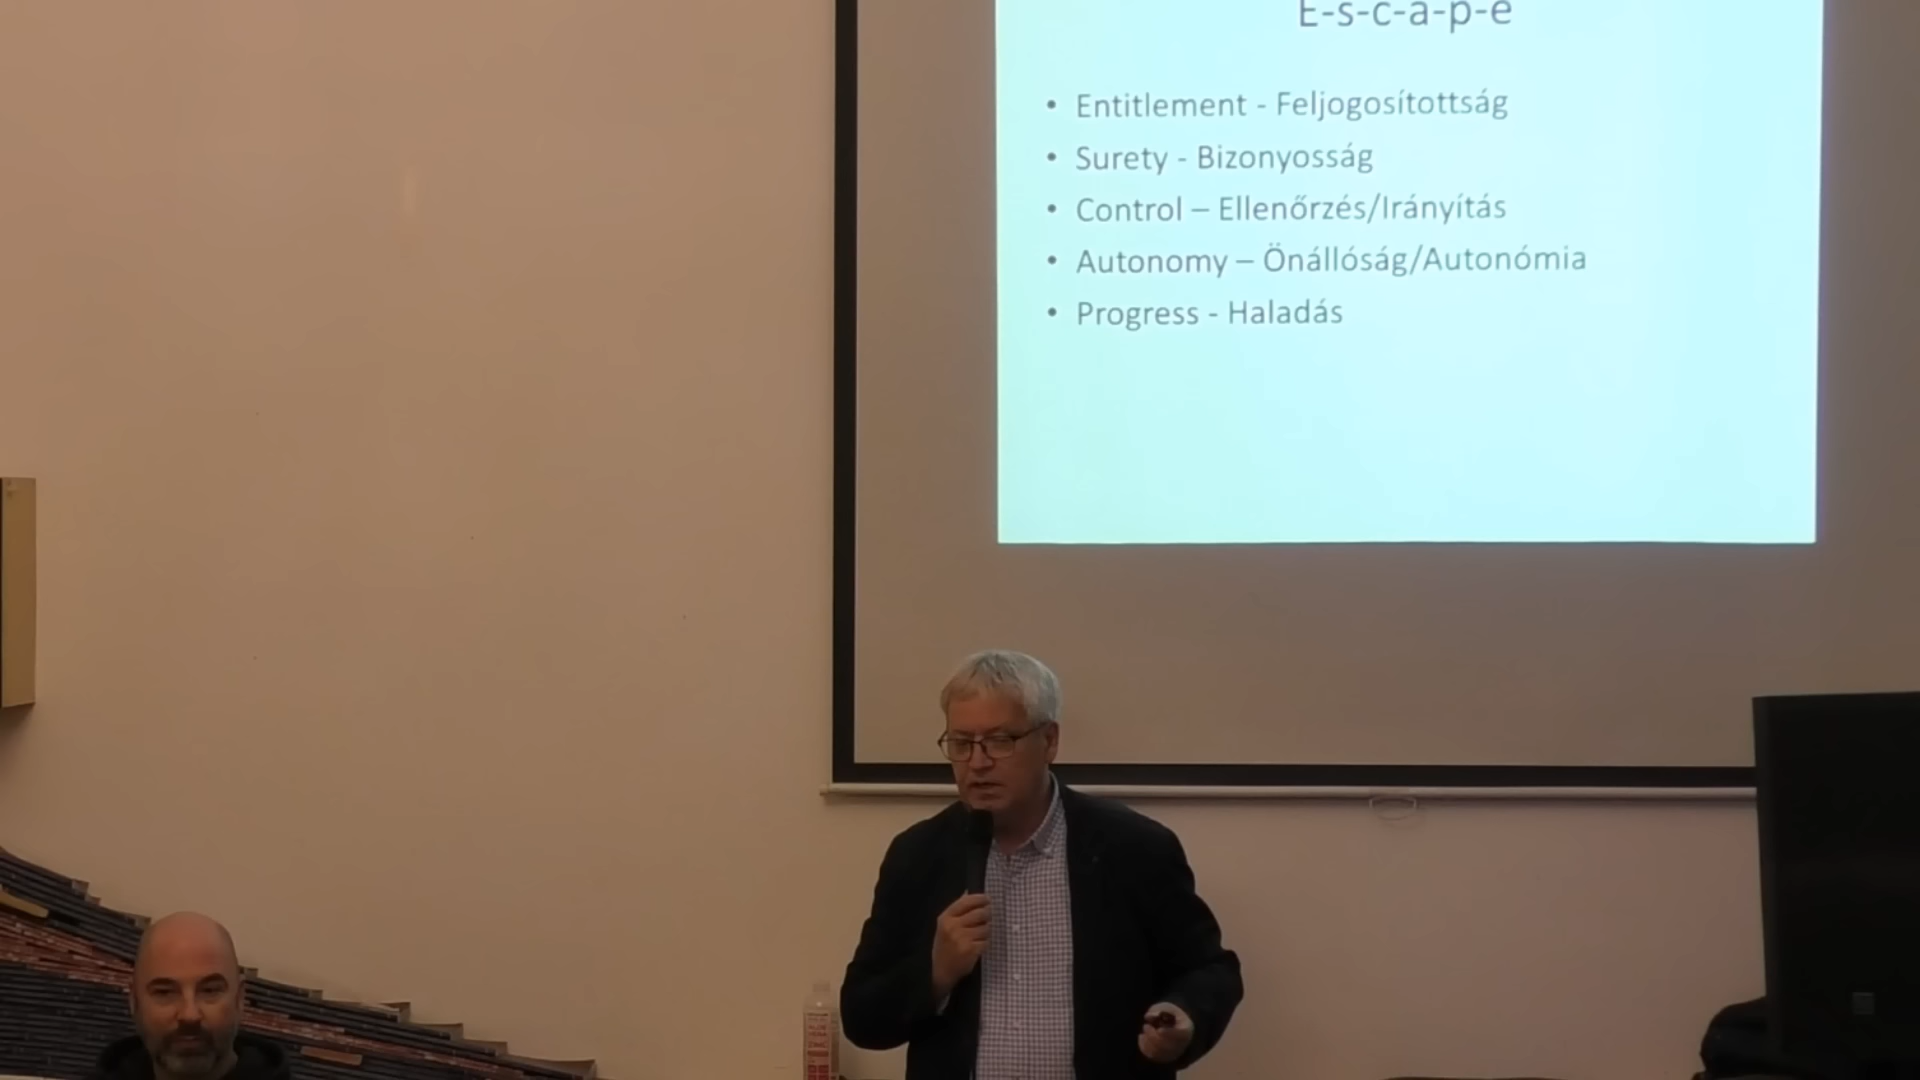 E-s-c-a-p-e
• Entitlement - Feljogosítottság
• Surety - Bizonyosság
• Control – Ellenőrzés/Irányítás
• Autonomy – Önállóság/Autonómia
• Progress - Haladás